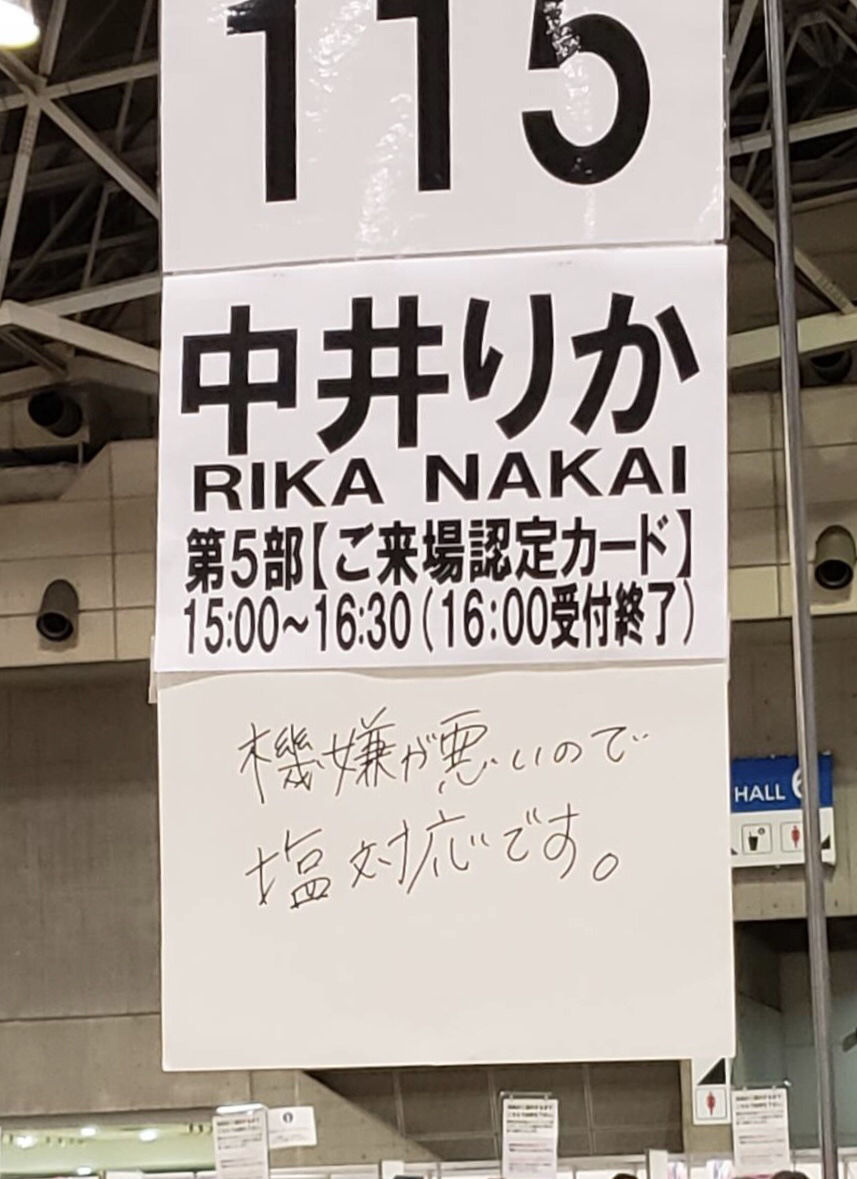 115
中井りか
RIKA NAKAI
第5部【ご来場認定カード】
15:00~16:30(16:00受付終了)
機嫌が悪いので
塩対応です。
HALL 6